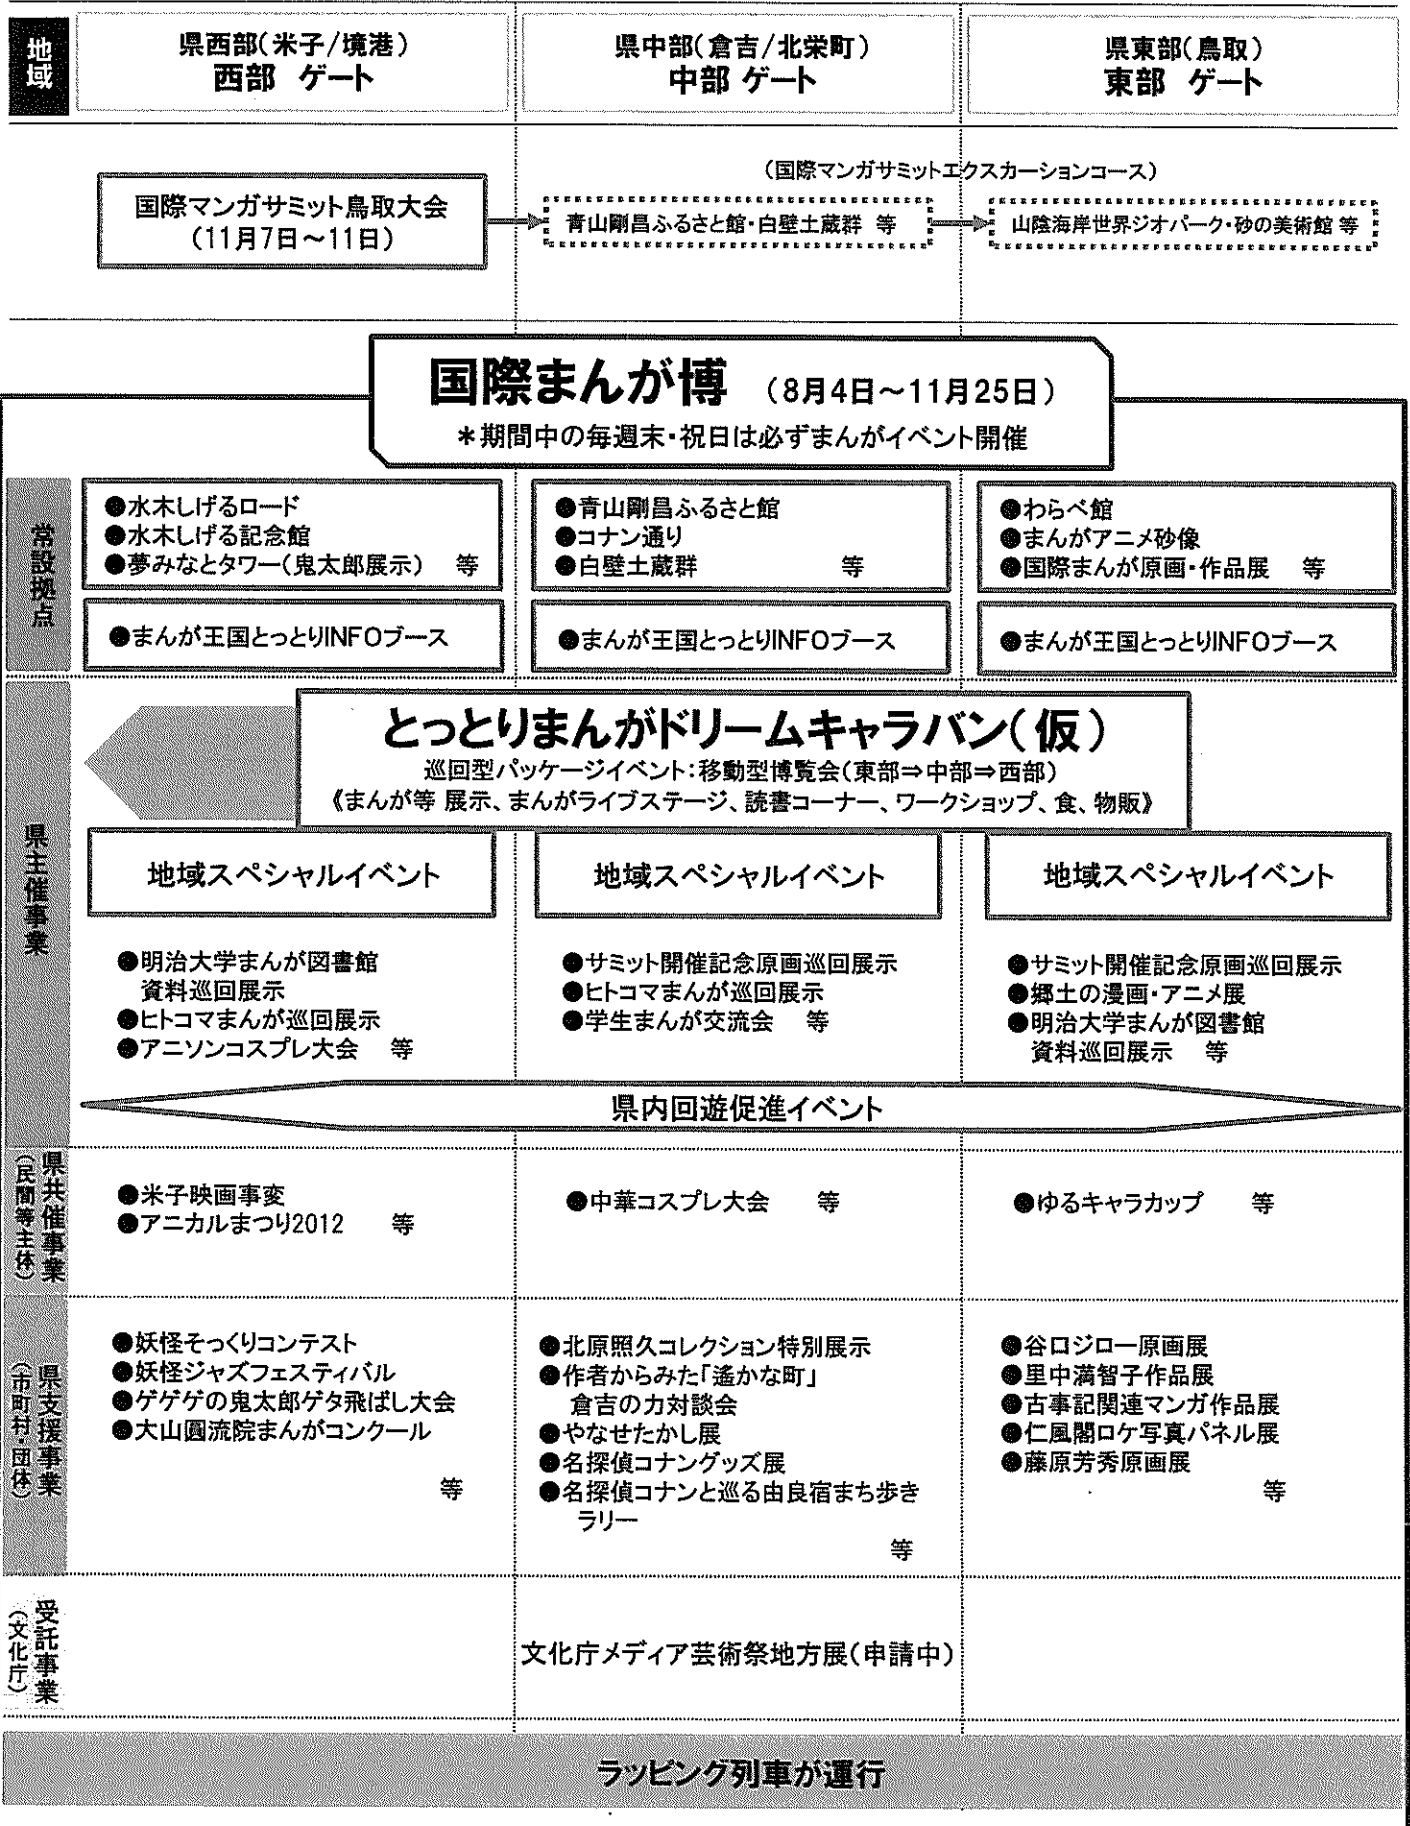 地域
県西部(米子/境港)
西部 ゲート
県中部(倉吉/北栄町)
中部 ゲート
県東部(鳥取)
東部 ゲート
(国際マンガサミットエクスカーションコース)
国際マンガサミット鳥取大会
(11月7日～11日)
青山剛昌ふるさと館・白壁土蔵群 等
山陰海岸世界ジオパーク・砂の美術館 等
国際まんが博 (8月4日～11月25日)
＊期間中の毎週末・祝日は必ずまんがイベント開催
常設拠点
●水木しげるロード
●水木しげる記念館
●夢みなとタワー(鬼太郎展示) 等
●青山剛昌ふるさと館
●コナン通り
●白壁土蔵群 等
●わらべ館
●まんがアニメ砂像
●国際まんが原画・作品展 等
●まんが王国とっとりINFOブース
●まんが王国とっとりINFOブース
●まんが王国とっとりINFOブース
県主催事業
とっとりまんがドリームキャラバン(仮)
巡回型パッケージイベント:移動型博覧会(東部⇒中部⇒西部)
《まんが等 展示、まんがライブステージ、読書コーナー、ワークショップ、食、物販》
地域スペシャルイベント
地域スペシャルイベント
地域スペシャルイベント
●明治大学まんが図書館
資料巡回展示
●ヒトコマまんが巡回展示
●アニソンコスプレ大会 等
●サミット開催記念原画巡回展示
●ヒトコマまんが巡回展示
●学生まんが交流会 等
●サミット開催記念原画巡回展示
●郷土の漫画・アニメ展
●明治大学まんが図書館
資料巡回展示 等
県内回遊促進イベント
県共催事業
(民間等主体)
●米子映画事変
●アニカルまつり2012 等
●中華コスプレ大会 等
●ゆるキャラカップ 等
県支援事業
(市町村・団体)
●妖怪そっくりコンテスト
●妖怪ジャズフェスティバル
●ゲゲゲの鬼太郎ゲタ飛ばし大会
●大山圓流院まんがコンクール
等
●北原照久コレクション特別展示
●作者からみた「遙かな町」
倉吉の力対談会
●やなせたかし展
●名探偵コナングッズ展
●名探偵コナンと巡る由良宿まち歩き
ラリー
等
●谷口ジロー原画展
●里中満智子作品展
●古事記関連マンガ作品展
●仁風閣ロケ写真パネル展
●藤原芳秀原画展
等
受託事業
(文化庁)
文化庁メディア芸術祭地方展(申請中)
ラッピング列車が運行